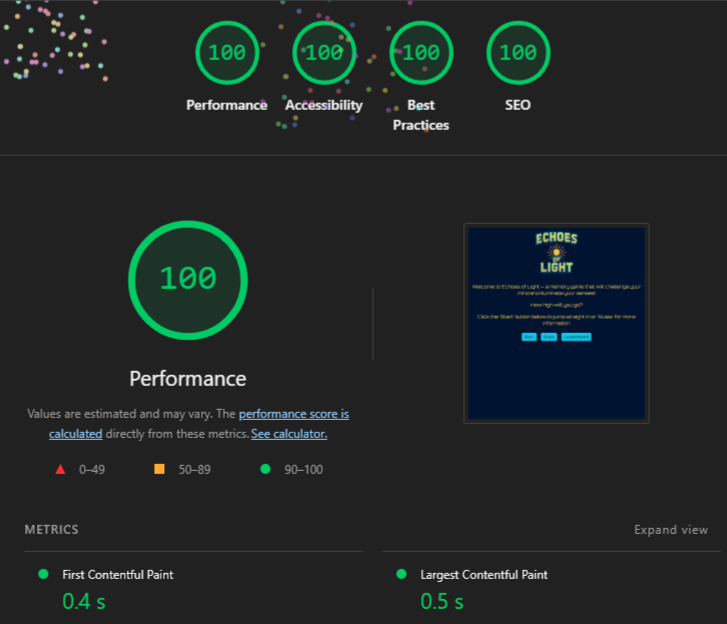 100 100 100 100
Performance Accessibility Best Practices SEO
100
Performance
Values are estimated and may vary. The performance score is
calculated directly from these metrics. See calculator.
0–49 50–89 90–100
ECHOES
OF
LIGHT
Welcome to Echoes of Light – a memory game that will challenge your
mind and illuminate your senses!
How high will you go?
Click the 'Start' button below to jump straight in or 'Rules' for more
information
Start Rules Leaderboard
METRICS Expand view
First Contentful Paint
0.4 s
Largest Contentful Paint
0.5 s